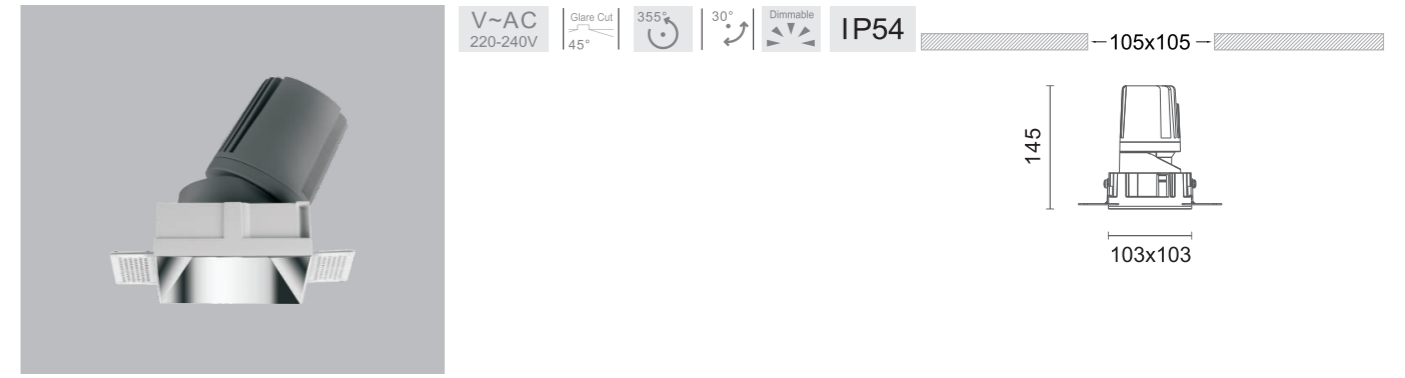 V~AC
220-240V
Glare Cut
45°
355°
30°
Dimmable
IP54
105x105
145
103x103